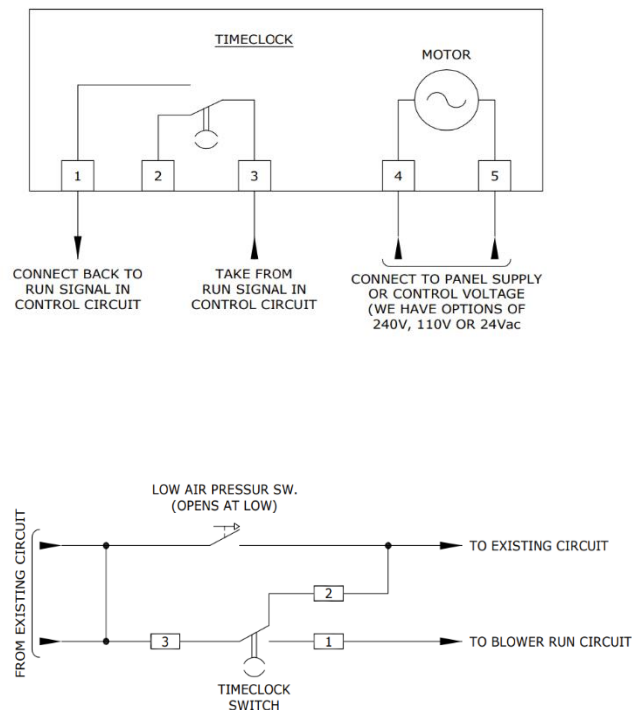 TIMECLOCK
MOTOR
1
2
3
4
5
CONNECT BACK TO
RUN SIGNAL IN
CONTROL CIRCUIT
TAKE FROM
RUN SIGNAL IN
CONTROL CIRCUIT
CONNECT TO PANEL SUPPLY
OR CONTROL VOLTAGE
(WE HAVE OPTIONS OF
240V, 110V OR 24Vac
LOW AIR PRESSUR SW.
(OPENS AT LOW)
FROM EXISTING CIRCUIT
TO EXISTING CIRCUIT
2
3
1
TO BLOWER RUN CIRCUIT
TIMECLOCK
SWITCH